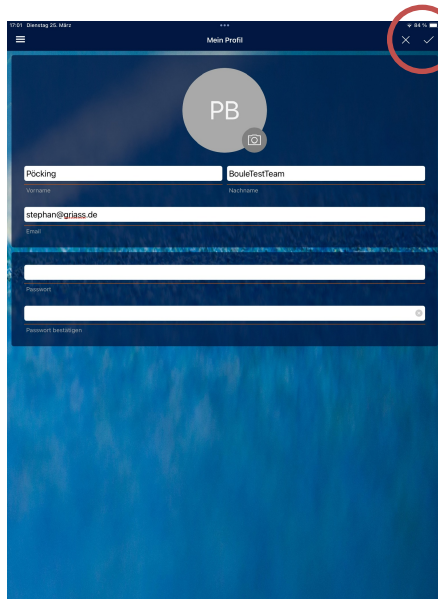 17:01 Dienstag 25. März 84 %
Mein Profil
PB
Pöcking BouleTestTeam
Vorname Nachname
stephan@griass.de
Email
Passwort
Passwort bestätigen